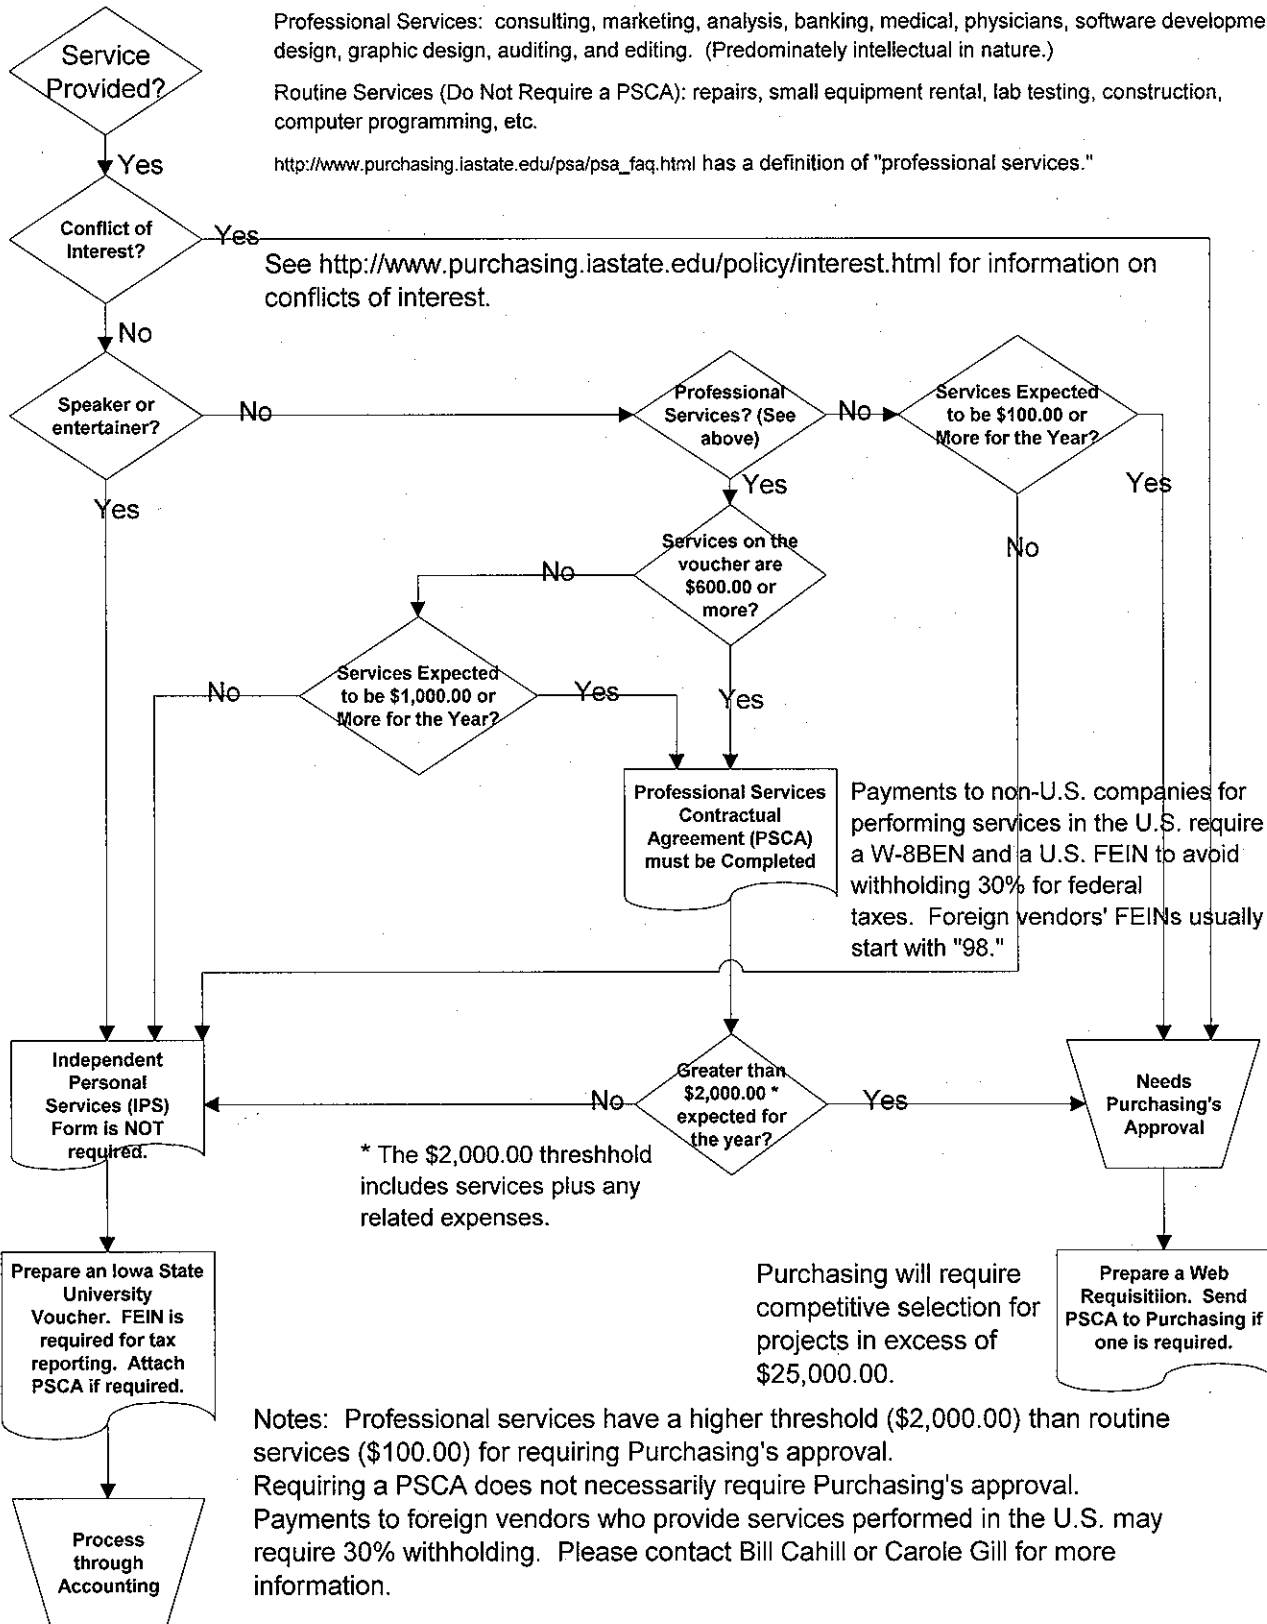 Service
Provided?
Professional Services: consulting, marketing, analysis, banking, medical, physicians, software developme
design, graphic design, auditing, and editing. (Predominately intellectual in nature.)
Routine Services (Do Not Require a PSCA): repairs, small equipment rental, lab testing, construction,
computer programming, etc.
http://www.purchasing.iastate.edu/psa/psa_faq.html has a definition of "professional services."
Yes
Conflict of
Interest?
Yes
See http://www.purchasing.iastate.edu/policy/interest.html for information on
conflicts of interest.
No
Speaker or
entertainer?
No
Professional
Services? (See
above)
No
Services Expected
to be $100.00 or
More for the Year?
Yes
Yes
Yes
No
Services on the
voucher are
$600.00 or
more?
No
Services Expected
to be $1,000.00 or
More for the Year?
No
Yes
Yes
Professional Services
Contractual
Agreement (PSCA)
must be Completed
Payments to non-U.S. companies for
performing services in the U.S. require
a W-8BEN and a U.S. FEIN to avoid
withholding 30% for federal
taxes. Foreign vendors' FEINs usually
start with "98."
Independent
Personal
Services (IPS)
Form is NOT
required.
No
Greater than
$2,000.00 *
expected for
the year?
Yes
Needs
Purchasing's
Approval
* The $2,000.00 threshhold
includes services plus any
related expenses.
Prepare an Iowa State
University
Voucher. FEIN is
required for tax
reporting. Attach
PSCA if required.
Purchasing will require
competitive selection for
projects in excess of
$25,000.00.
Prepare a Web
Requisitiion. Send
PSCA to Purchasing if
one is required.
Notes: Professional services have a higher threshold ($2,000.00) than routine
services ($100.00) for requiring Purchasing's approval.
Requiring a PSCA does not necessarily require Purchasing's approval.
Payments to foreign vendors who provide services performed in the U.S. may
require 30% withholding. Please contact Bill Cahill or Carole Gill for more
information.
Process
through
Accounting